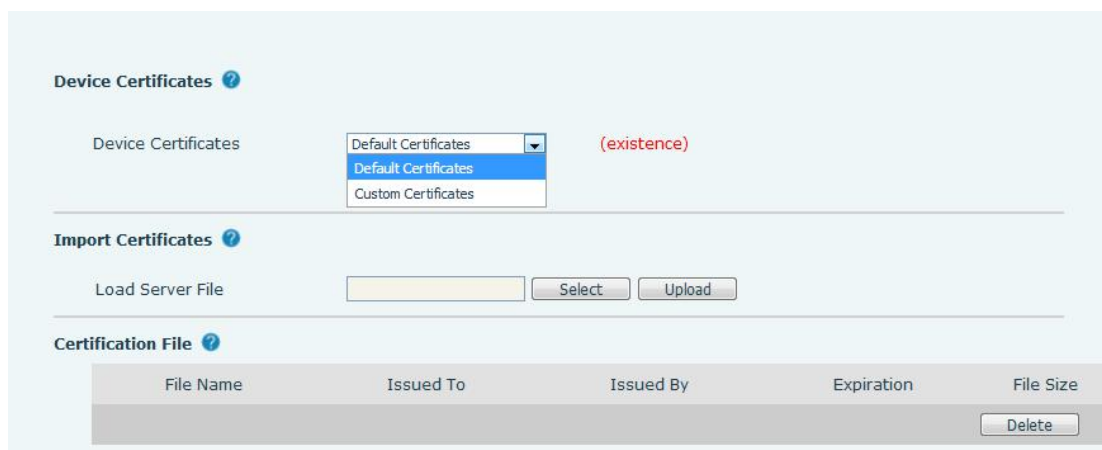 Device Certificates ?
Device Certificates Default Certificates (existence)
Default Certificates
Custom Certificates
Import Certificates ?
Load Server File Select Upload
Certification File ?
File Name Issued To Issued By Expiration File Size
Delete